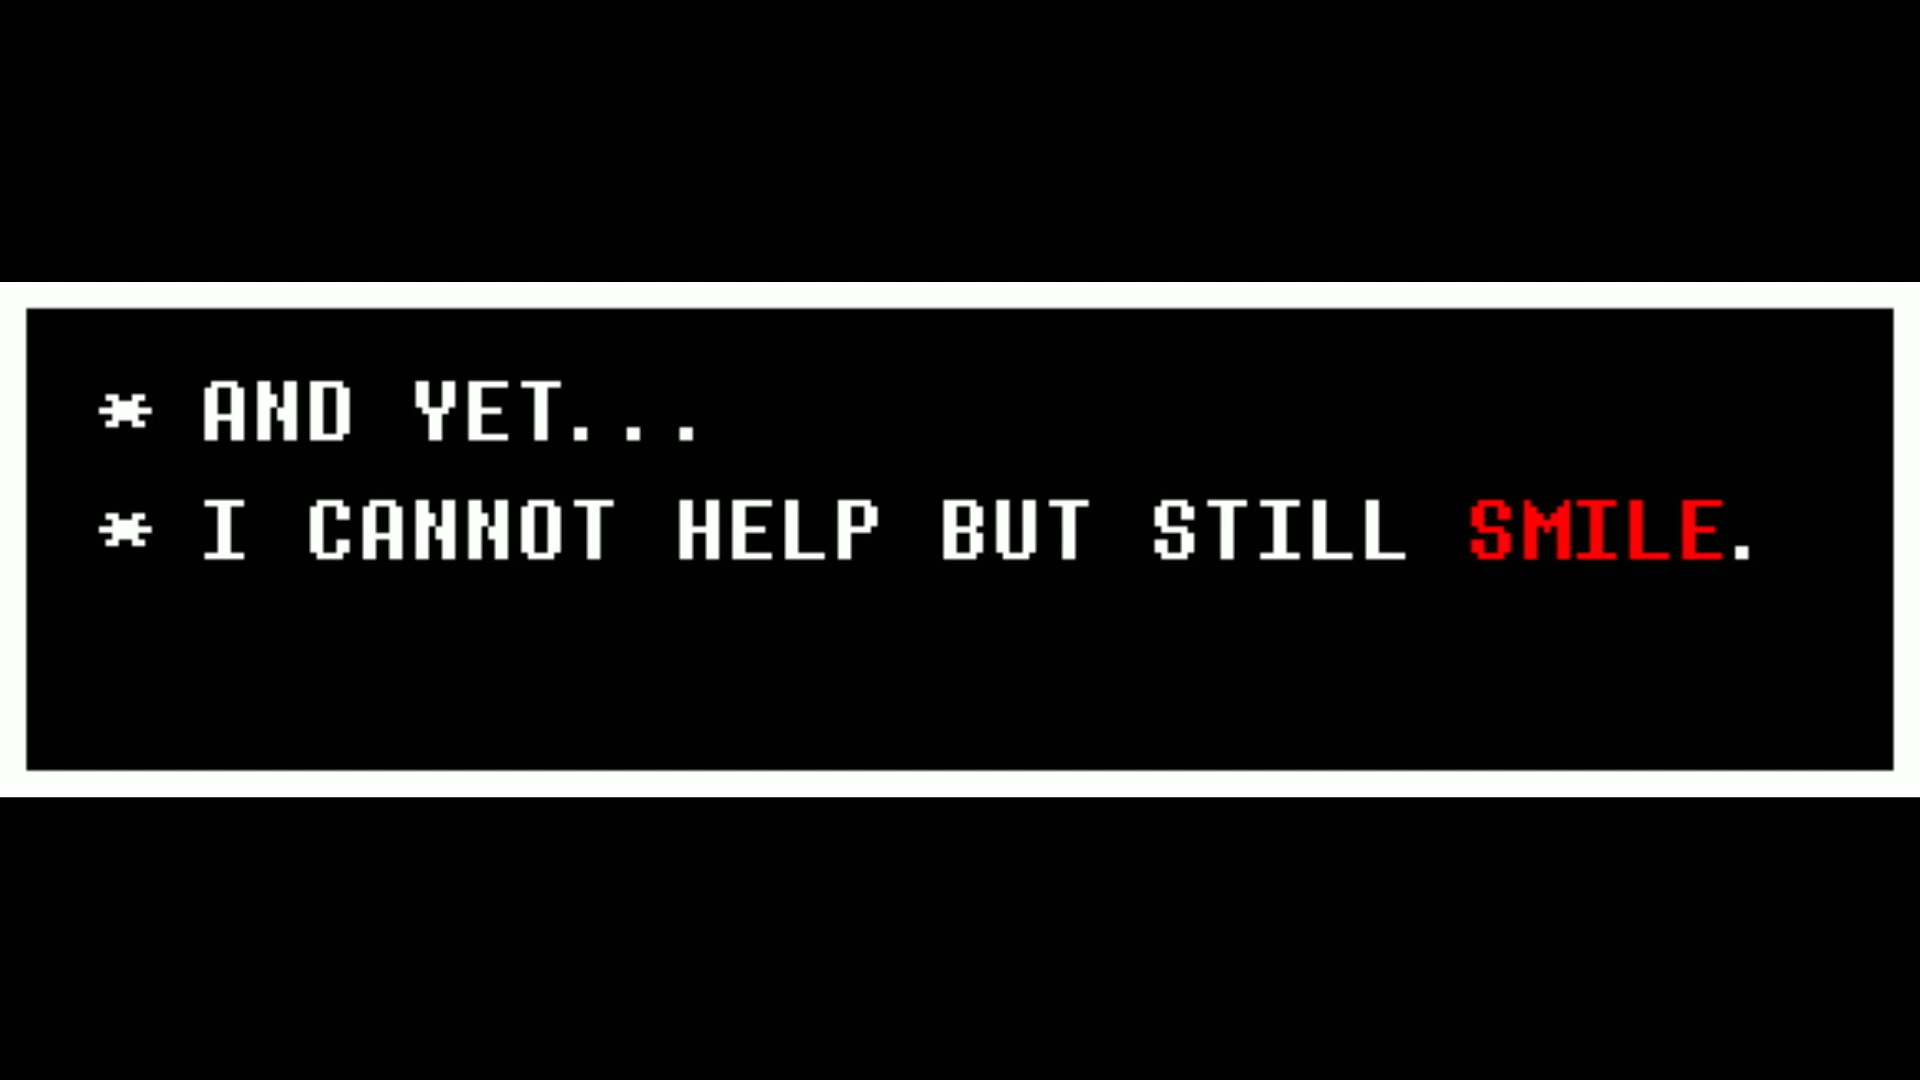 * AND YET...
* I CANNOT HELP BUT STILL SMILE.